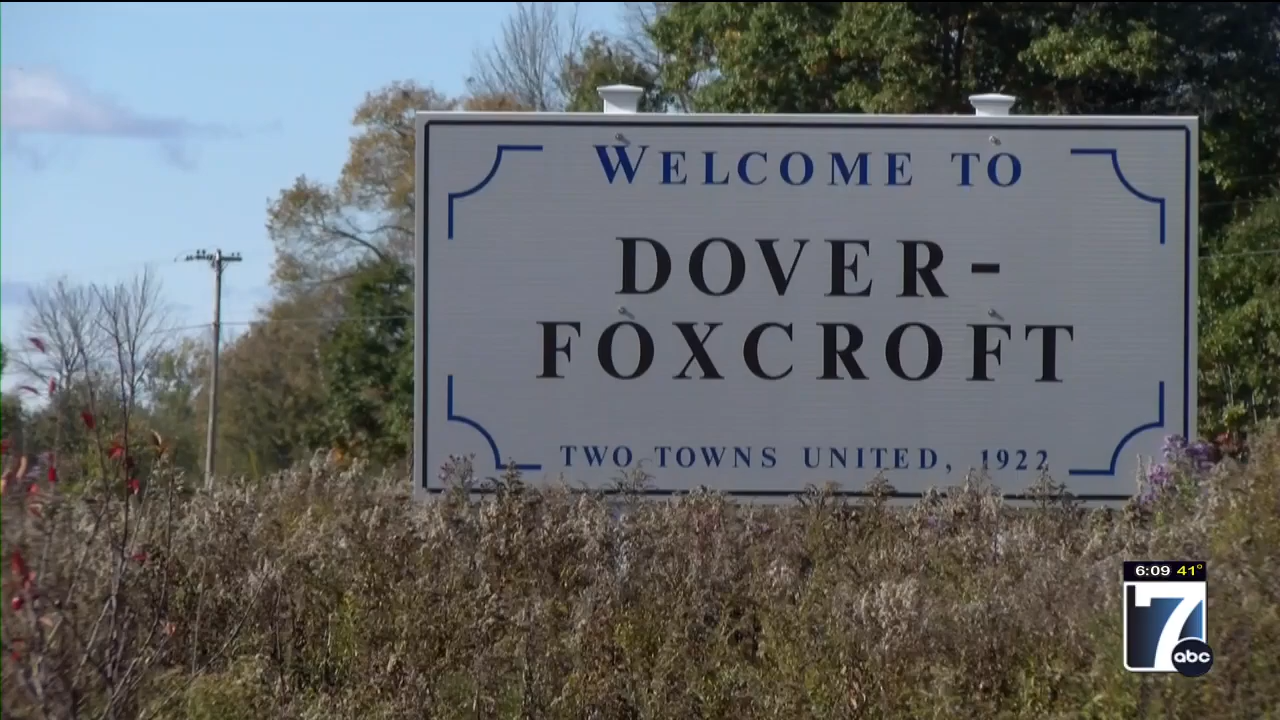 WELCOME TO
DOVER-
FOXCROFT
TWO TOWNS UNITED, 1922
6:09 41°
7
abc